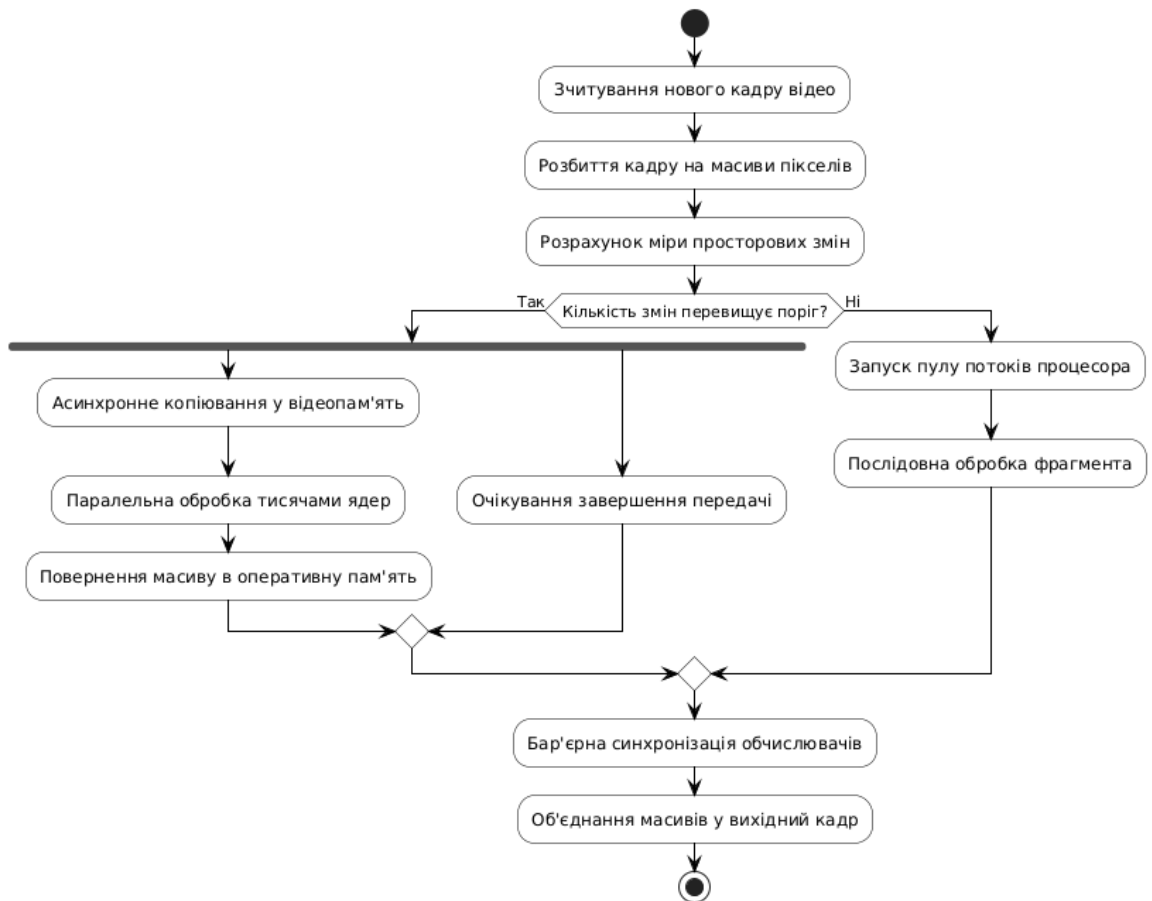 Зчитування нового кадру відео
Розбиття кадру на масиви пікселів
Розрахунок міри просторових змін
Так
Кількість змін перевищує поріг?
Ні
Асинхронне копіювання у відеопам'ять
Паралельна обробка тисячами ядер
Повернення масиву в оперативну пам'ять
Очікування завершення передачі
Запуск пулу потоків процесора
Послідовна обробка фрагмента
Бар'єрна синхронізація обчислювачів
Об'єднання масивів у вихідний кадр